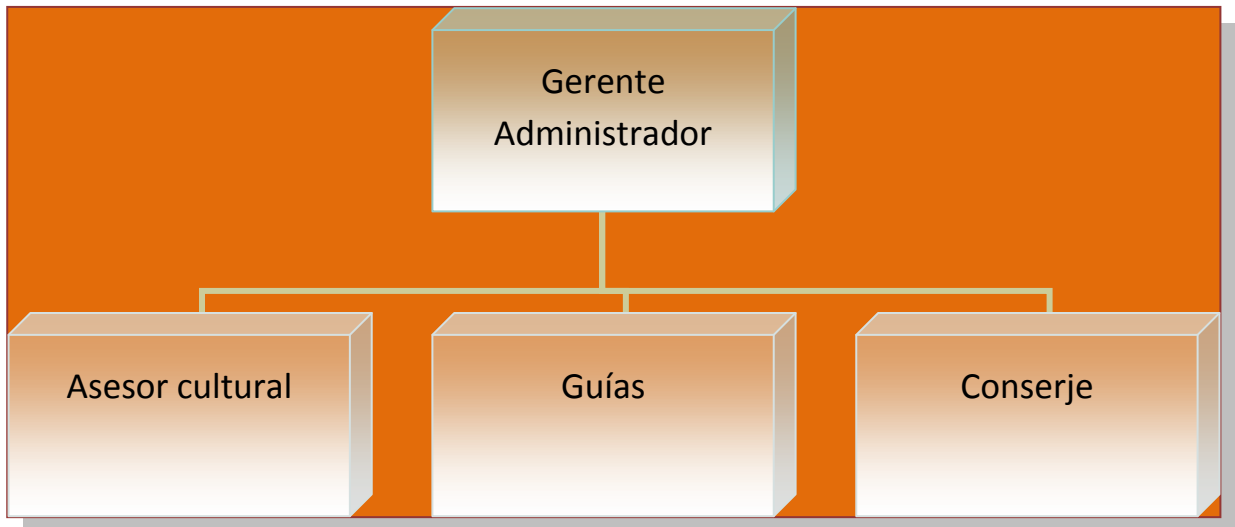 Gerente
Administrador
Asesor cultural
Guías
Conserje